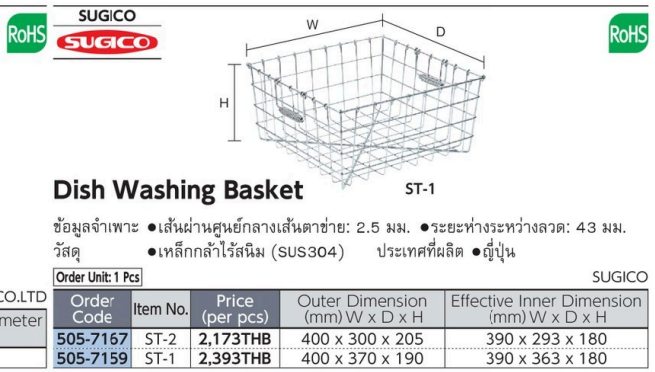 SUGICO
RoHS
SUGICO
RoHS
W
D
H
Dish Washing Basket
ST-1
ข้อมูลจำเพาะ ●เส้นผ่านศูนย์กลางเส้นตาข่าย: 2.5 มม. ●ระยะห่างระหว่างลวด: 43 มม.
วัสดุ ●เหล็กกล้าไร้สนิม (SUS304) ประเทศที่ผลิต ●ญี่ปุ่น
Order Unit: 1 Pcs
SUGICO
CO.LTD
meter
Order Code Item No. Price (per pcs) Outer Dimension (mm) W x D x H Effective Inner Dimension (mm) W x D x H
505-7167 ST-2 2,173THB 400 x 300 x 205 390 x 293 x 180
505-7159 ST-1 2,393THB 400 x 370 x 190 390 x 363 x 180